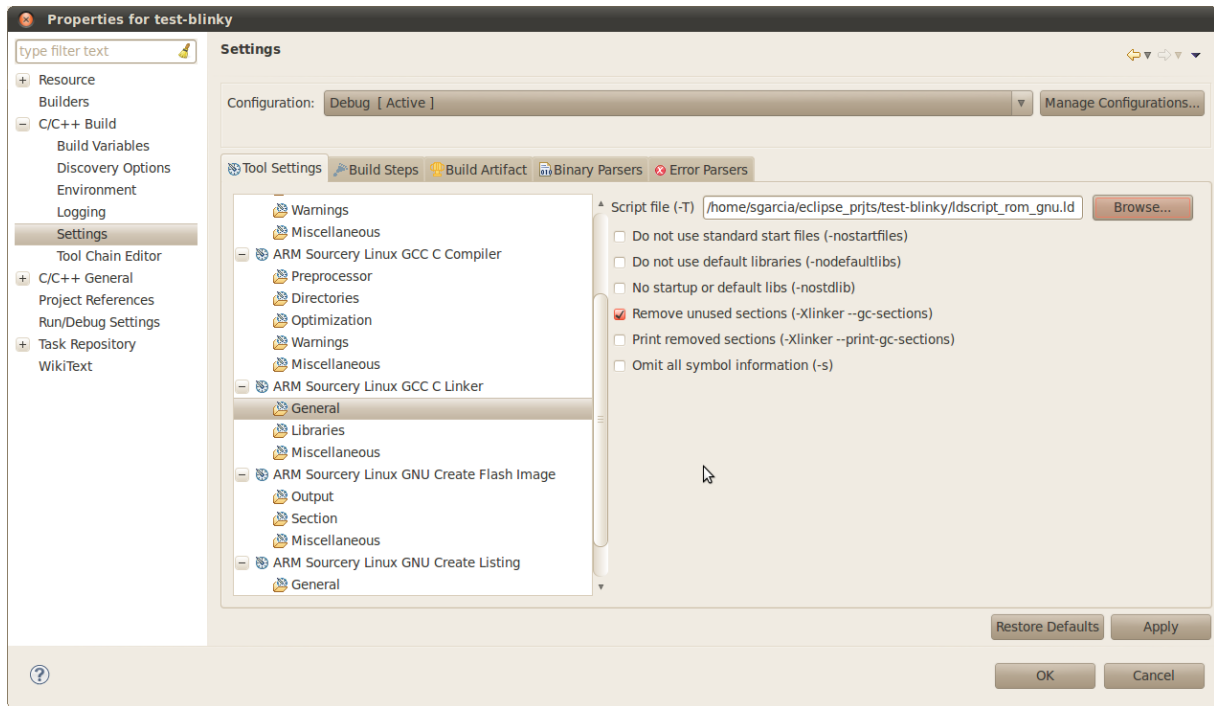 Properties for test-blinky
type filter text
Resource
Builders
C/C++ Build
Build Variables
Discovery Options
Environment
Logging
Settings
Tool Chain Editor
C/C++ General
Project References
Run/Debug Settings
Task Repository
WikiText
Settings
Configuration: Debug [ Active ] Manage Configurations...
Tool Settings Build Steps Build Artifact Binary Parsers Error Parsers
Warnings
Miscellaneous
ARM Sourcery Linux GCC C Compiler
Preprocessor
Directories
Optimization
Warnings
Miscellaneous
ARM Sourcery Linux GCC C Linker
General
Libraries
Miscellaneous
ARM Sourcery Linux GNU Create Flash Image
Output
Section
Miscellaneous
ARM Sourcery Linux GNU Create Listing
General
Script file (-T) /home/sgarcia/eclipse_prjts/test-blinky/ldscript_rom_gnu.ld Browse...
Do not use standard start files (-nostartfiles)
Do not use default libraries (-nodefaultlibs)
No startup or default libs (-nostdlib)
Remove unused sections (-Xlinker --gc-sections)
Print removed sections (-Xlinker --print-gc-sections)
Omit all symbol information (-s)
Restore Defaults Apply
OK Cancel